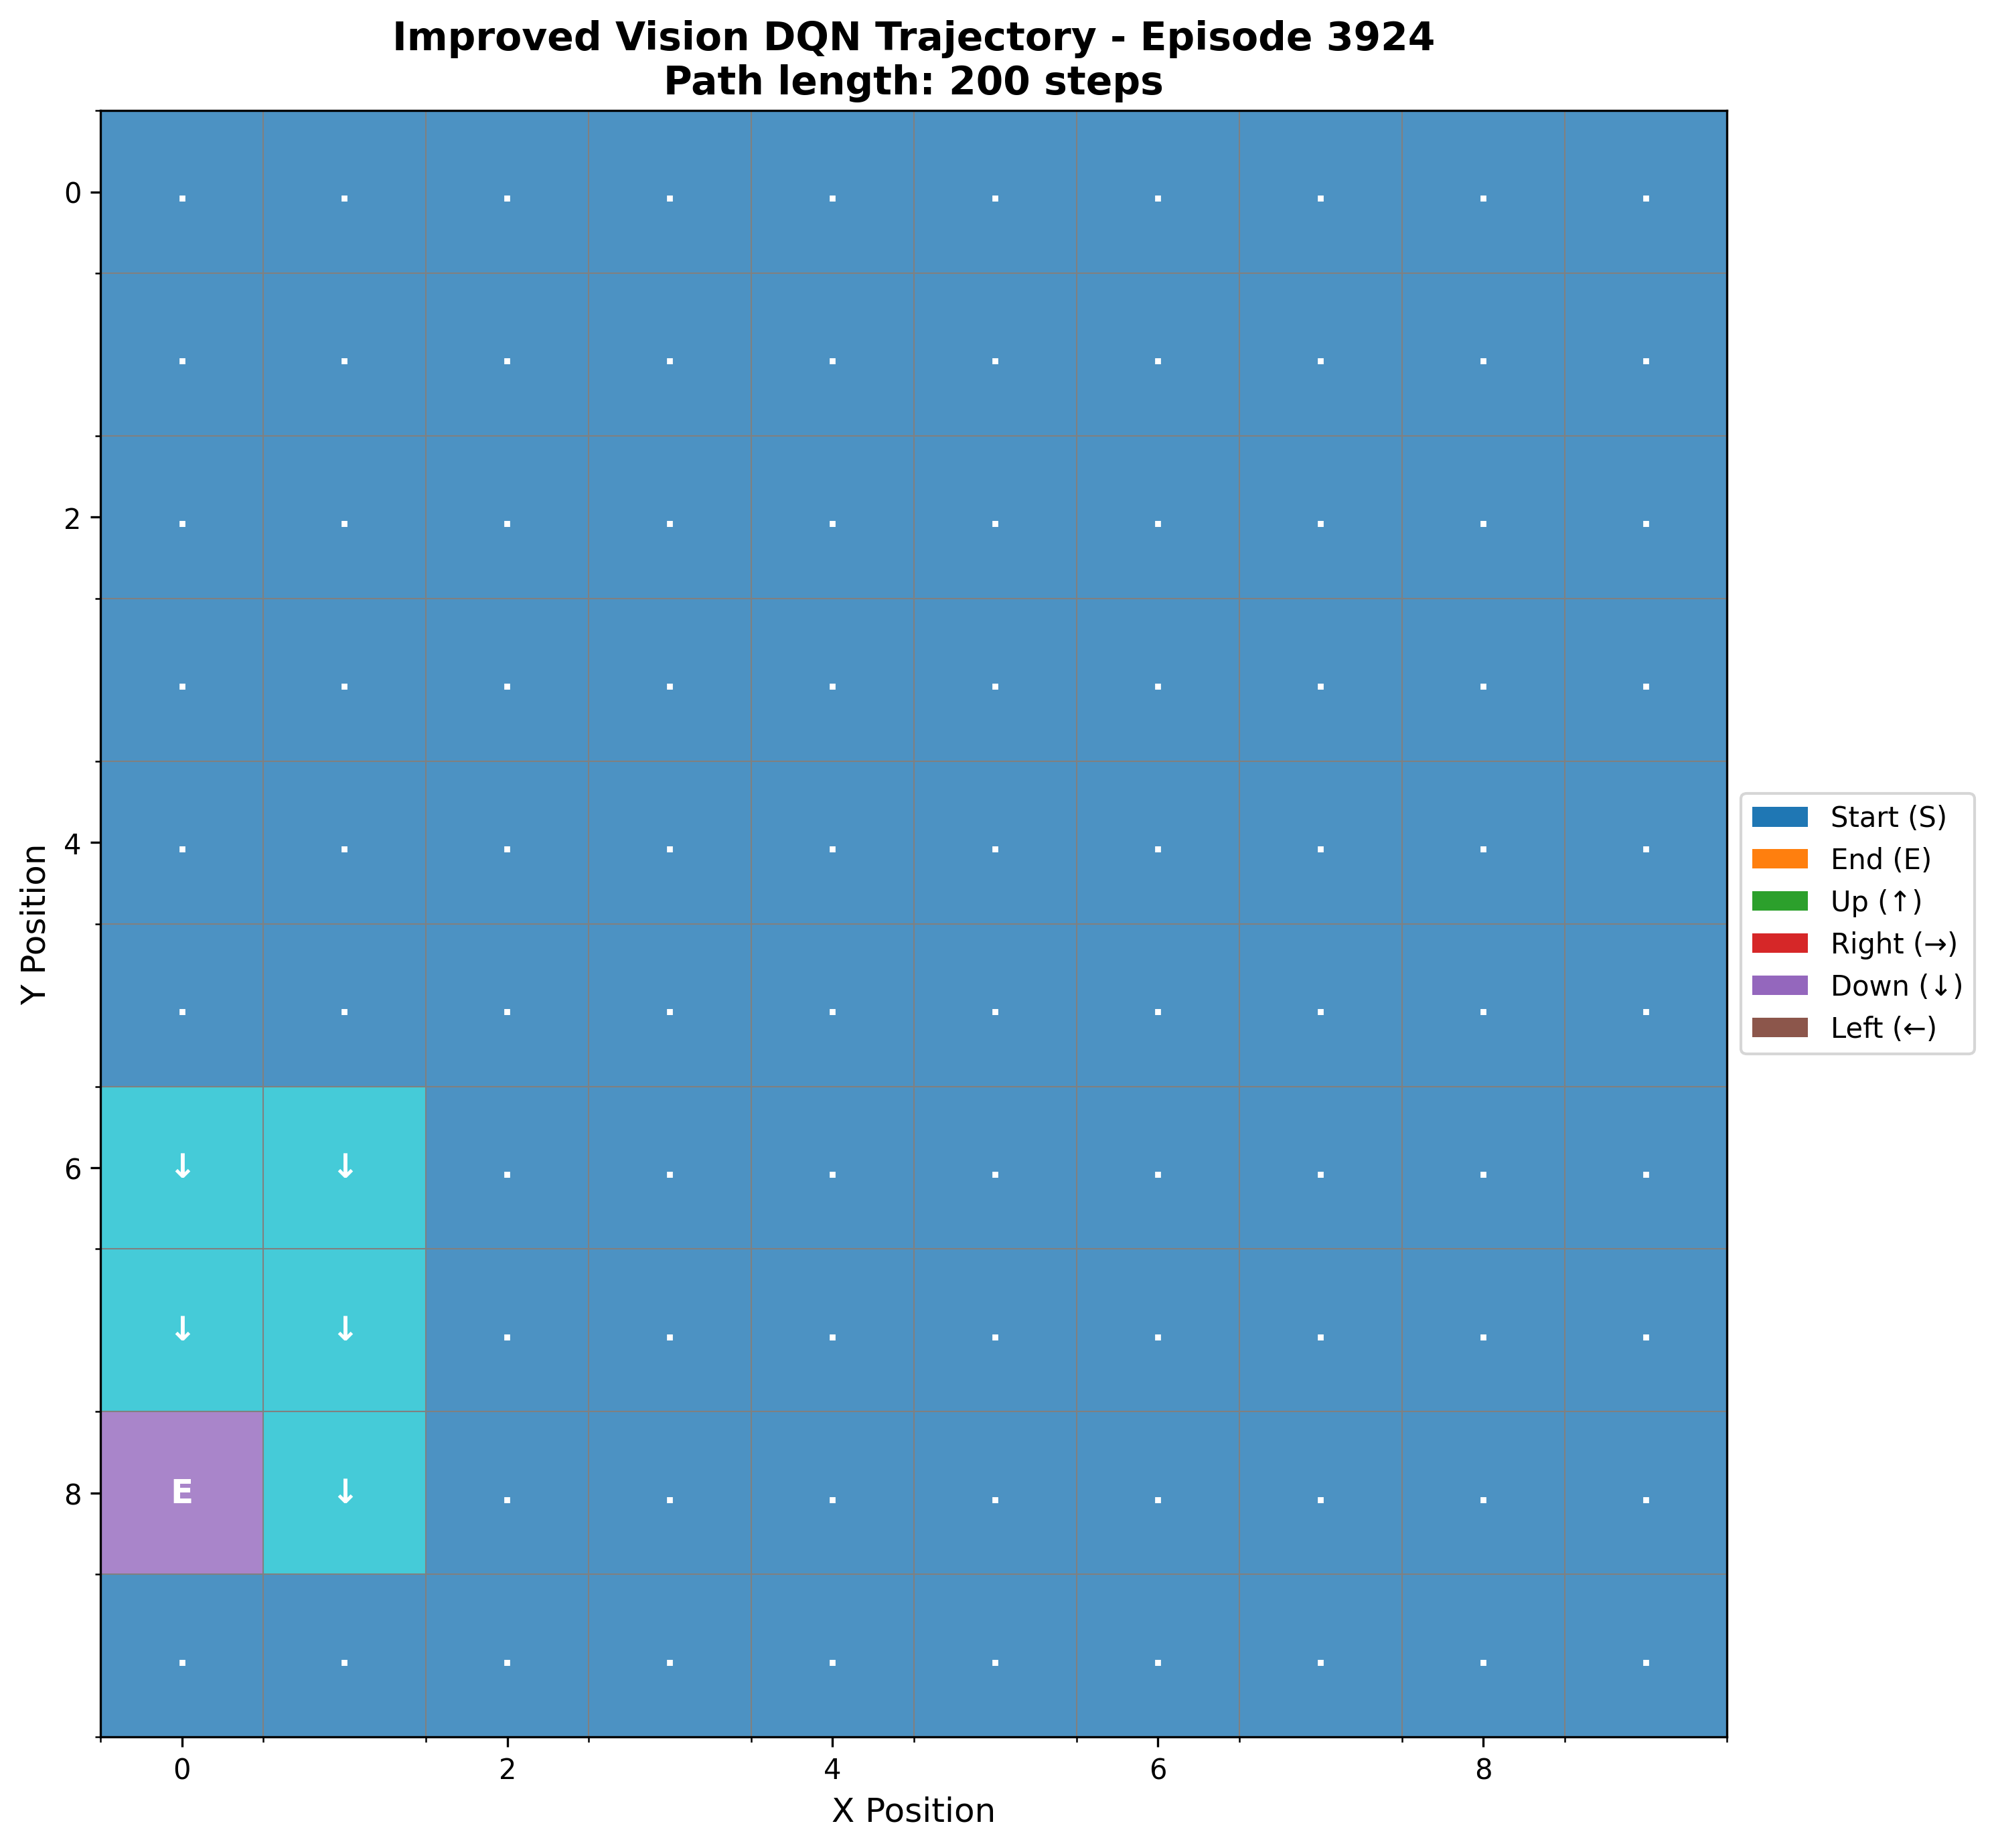 Improved Vision DQN Trajectory - Episode 3924
Path length: 200 steps
0
. . . . . . . . . .
. . . . . . . . . .
2
. . . . . . . . . .
. . . . . . . . . .
4
. . . . . . . . . .
. . . . . . . . . .
6
↓ ↓ . . . . . . . .
↓ ↓ . . . . . . . .
8
E ↓ . . . . . . . .
. . . . . . . . . .
0 2 4 6 8
X Position
Y Position
Start (S)
End (E)
Up (↑)
Right (→)
Down (↓)
Left (←)